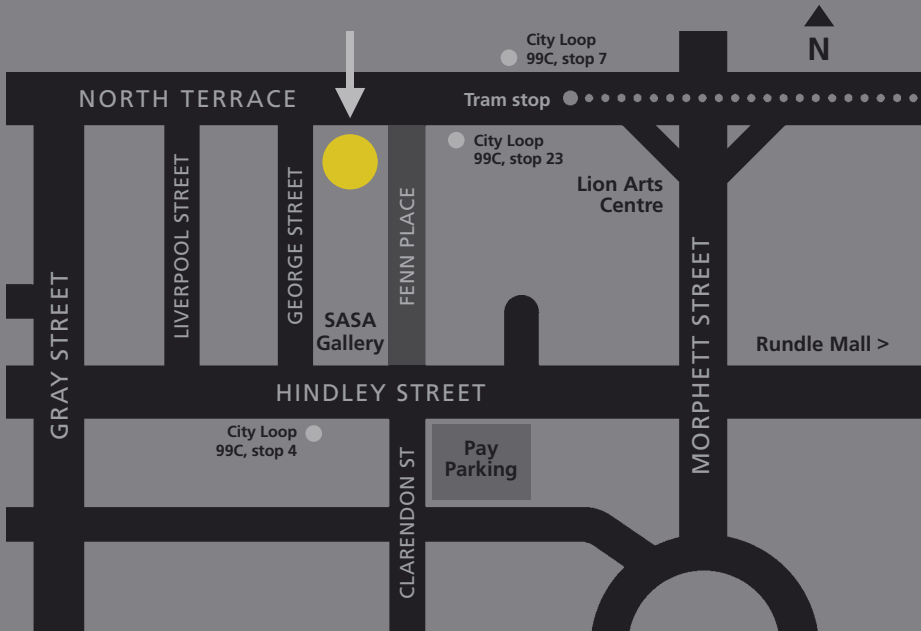 City Loop
99C, stop 7
N
NORTH TERRACE
Tram stop
City Loop
99C, stop 23
Lion Arts
Centre
LIVERPOOL STREET
GEORGE STREET
FENN PLACE
SASA
Gallery
GRAY STREET
MORPHETT STREET
Rundle Mall >
HINDLEY STREET
City Loop
99C, stop 4
Pay
Parking
CLARENDON ST